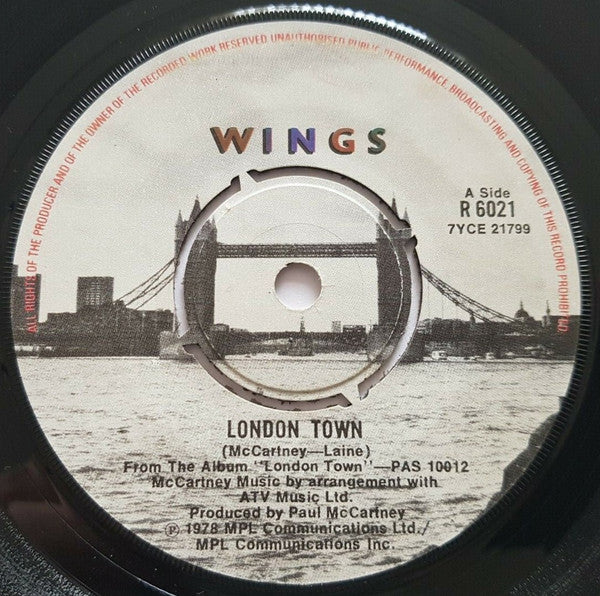 ALL RIGHTS OF THE PRODUCER AND OF THE OWNER OF THE RECORDED WORK RESERVED UNAUTHORISED PUBLIC PERFORMANCE, BROADCASTING AND COPYING OF THIS RECORD PROHIBITED.
WINGS
A Side
R 6021
7YCE 21799
LONDON TOWN
(McCartney—Laine)
From The Album "London Town"—PAS 10012
McCartney Music by arrangement with
ATV Music Ltd.
Produced by Paul McCartney
℗ 1978 MPL Communications Ltd./
MPL Communications Inc.